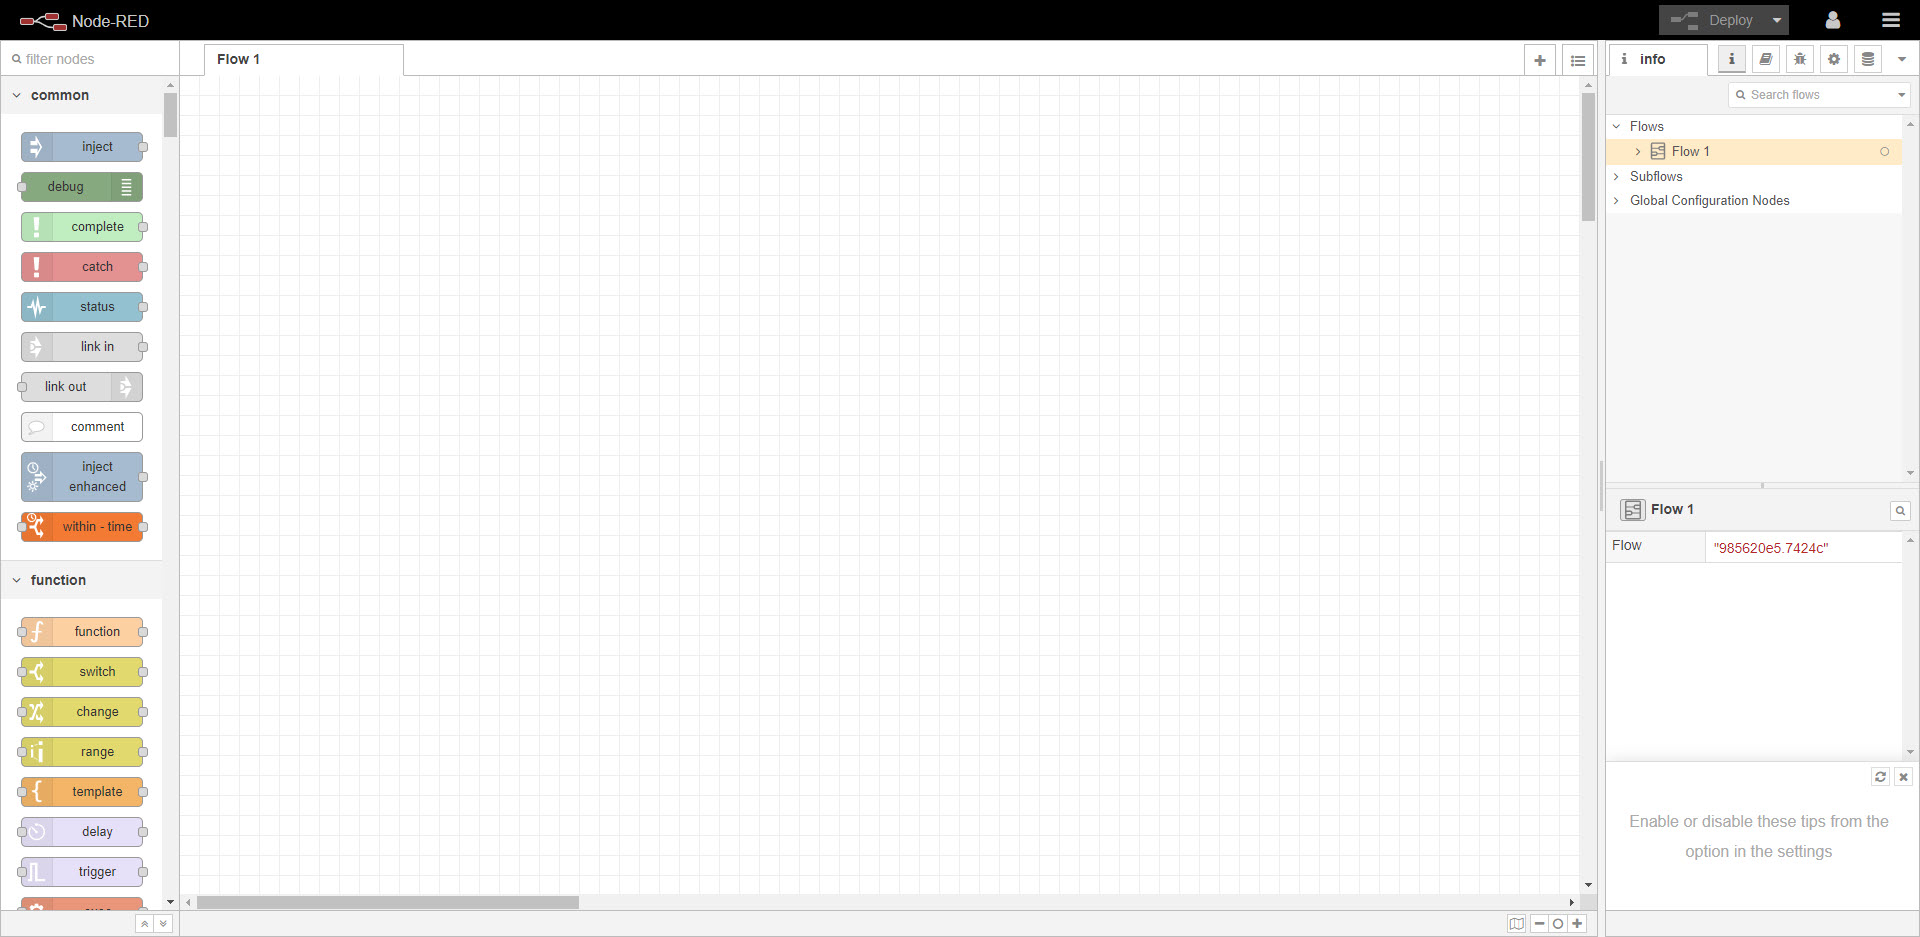 Node-RED
Deploy
filter nodes
Flow 1
info
common
Search flows
inject
debug
complete
catch
status
link in
link out
comment
inject
enhanced
within - time
function
function
switch
change
range
template
delay
trigger
Flows
Flow 1
Subflows
Global Configuration Nodes
Flow 1
Flow
"985620e5.7424c"
Enable or disable these tips from the
option in the settings